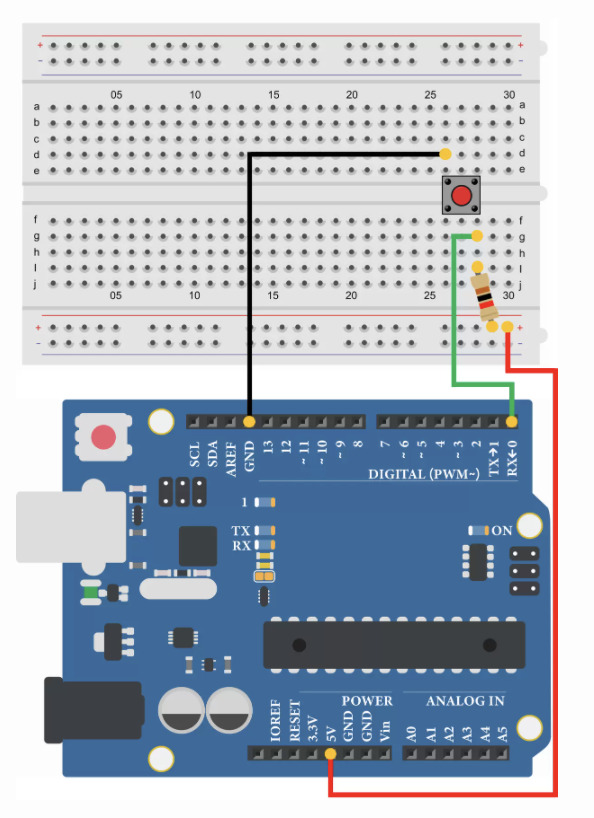 + +
- -
05 10 15 20 25 30
a a
b b
c c
d d
e e
f f
g g
h h
I I
j j
05 10 15 20 25 30
+ +
- -
SCL
SDA
AREF
GND
13
12
~11
~10
~9
8
7
~6
~5
4
~3
2
TX→1
RX←0
DIGITAL (PWM~)
1
TX
RX
ON
POWER
ANALOG IN
IOREF
RESET
3.3V
5V
GND
GND
Vin
A0
A1
A2
A3
A4
A5